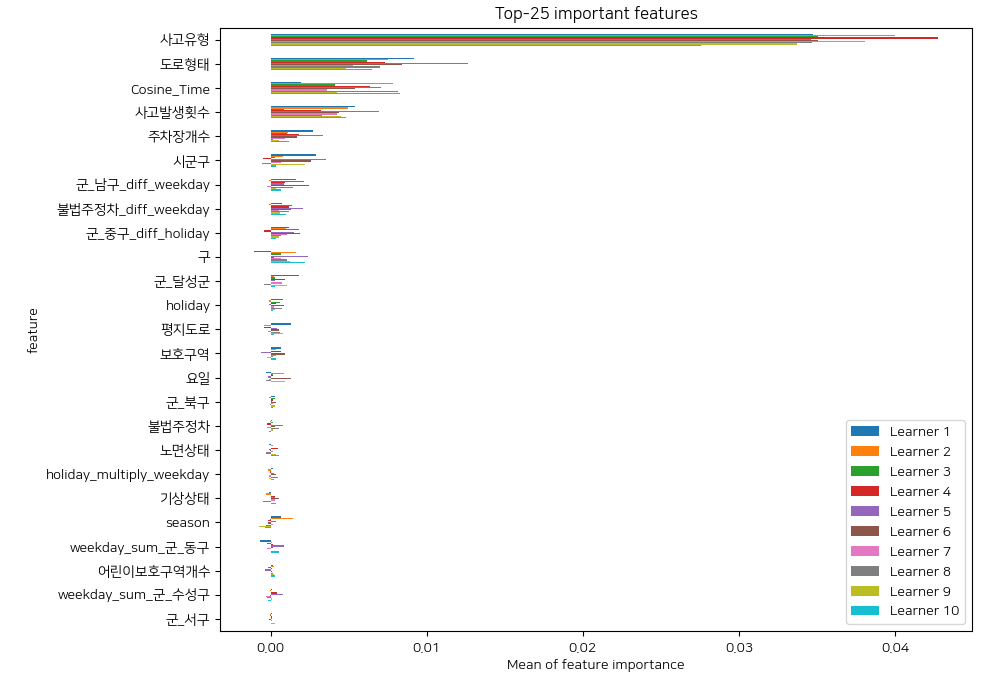 Top-25 important features
사고유형
도로형태
Cosine_Time
사고발생횟수
주차장개수
시군구
군_남구_diff_weekday
불법주정차_diff_weekday
군_중구_diff_holiday
구
군_달성군
holiday
평지도로
보호구역
요일
군_북구
불법주정차
노면상태
holiday_multiply_weekday
기상상태
season
weekday_sum_군_동구
어린이보호구역개수
weekday_sum_군_수성구
군_서구
feature
Learner 1
Learner 2
Learner 3
Learner 4
Learner 5
Learner 6
Learner 7
Learner 8
Learner 9
Learner 10
0.00 0.01 0.02 0.03 0.04
Mean of feature importance